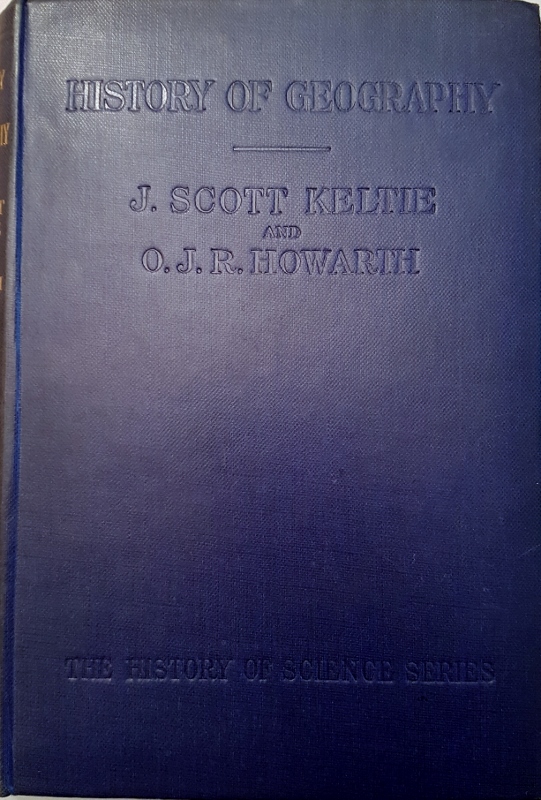 HISTORY OF GEOGRAPHY
J. SCOTT KELTIE
AND
O. J. R. HOWARTH
THE HISTORY OF SCIENCE SERIES